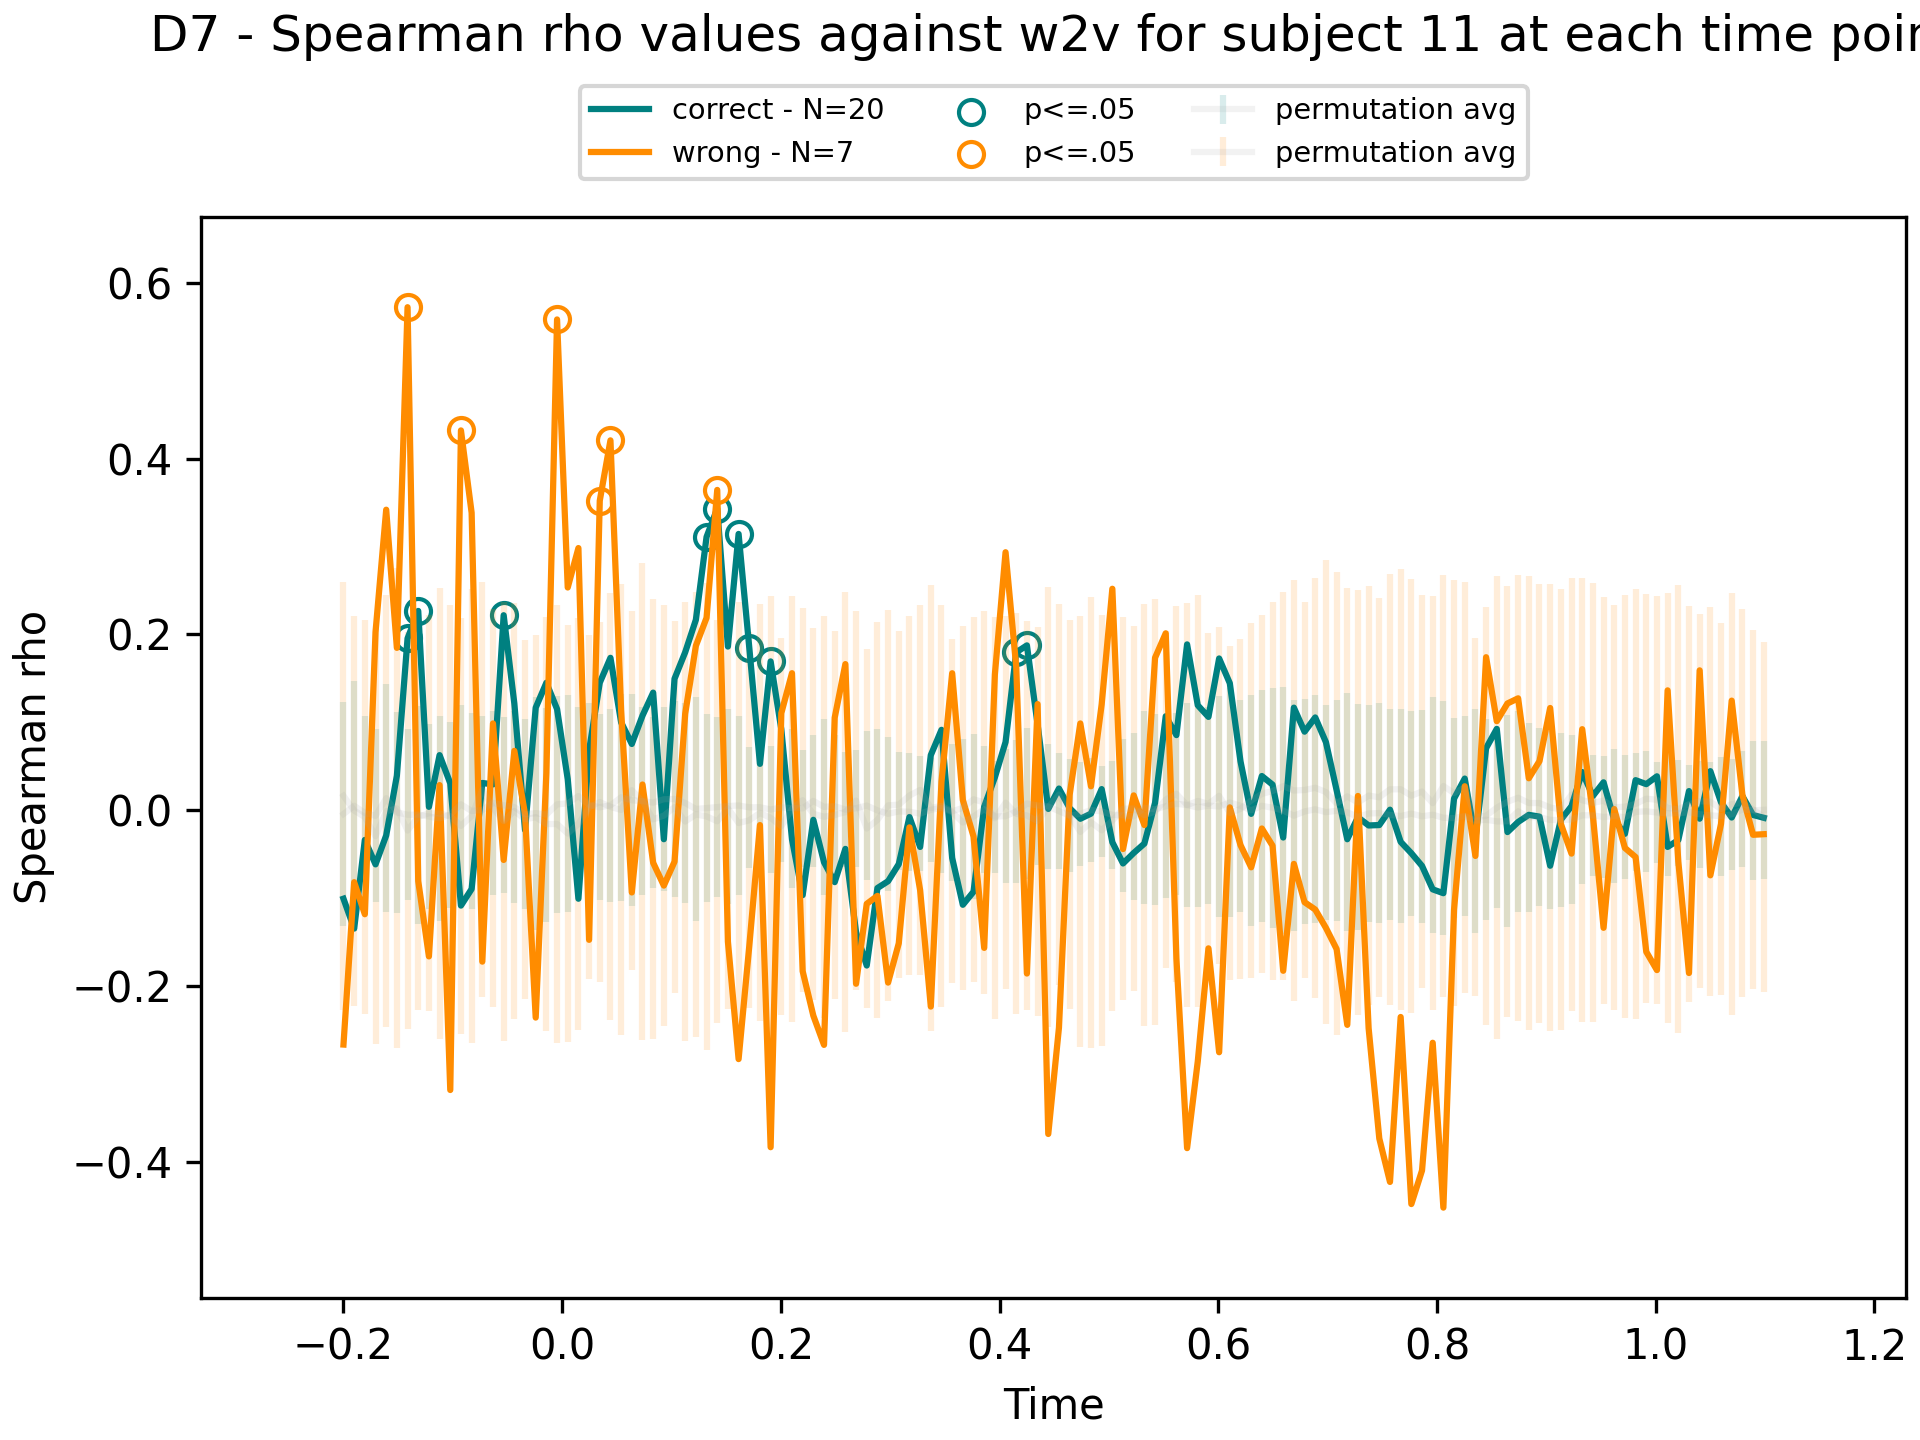 D7 - Spearman rho values against w2v for subject 11 at each time poin
correct - N=20 p<=.05 permutation avg
wrong - N=7 p<=.05 permutation avg
Spearman rho
0.6
0.4
0.2
0.0
−0.2
−0.4
−0.2 0.0 0.2 0.4 0.6 0.8 1.0 1.2
Time